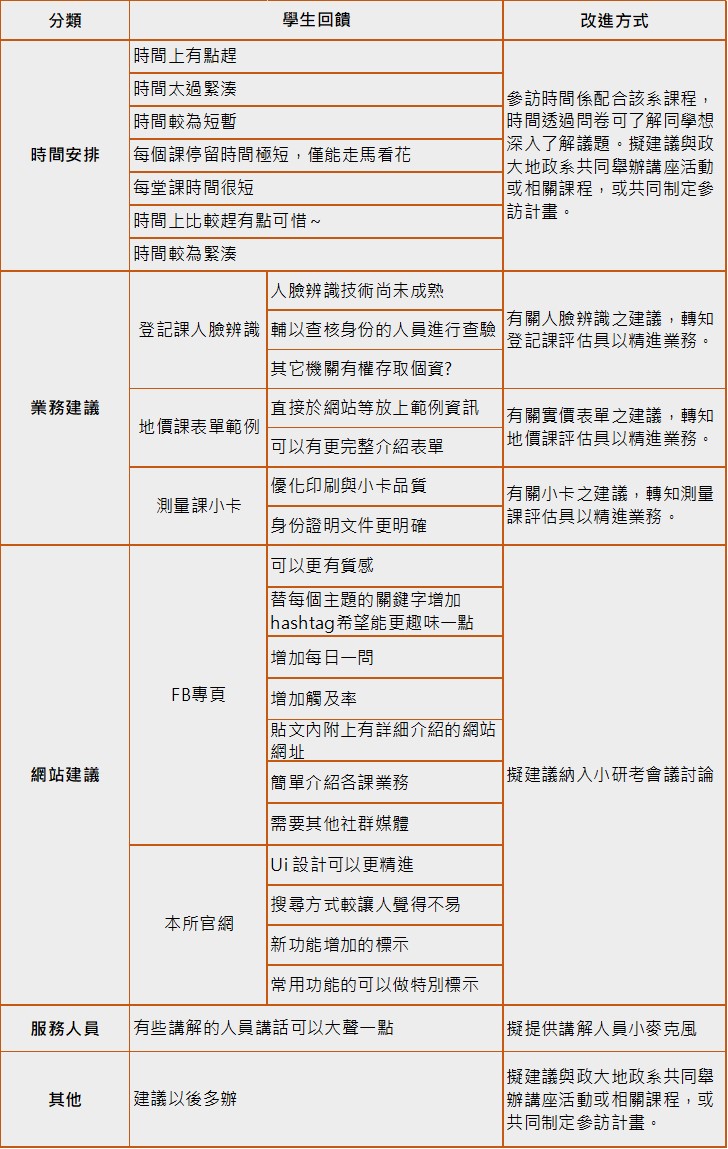 分類
學生回饋
改進方式
時間安排
時間上有點趕
時間太過緊湊
時間較為短暫
每個課停留時間極短，僅能走馬看花
每堂課時間很短
時間上比較趕有點可惜~
時間較為緊湊
參訪時間係配合該系課程，
時間透過問卷可了解同學想
深入了解議題。擬建議與政
大地政系共同舉辦講座活動
或相關課程，或共同制定參
訪計畫。
業務建議
登記課人臉辨識
人臉辨識技術尚未成熟
輔以查核身份的人員進行查驗
其它機關有權存取個資?
有關人臉辨識之建議，轉知
登記課評估具以精進業務。
地價課表單範例
直接於網站等放上範例資訊
可以有更完整介紹表單
有關實價表單之建議，轉知
地價課評估具以精進業務。
測量課小卡
優化印刷與小卡品質
身份證明文件更明確
有關小卡之建議，轉知測量
課評估具以精進業務。
網站建議
FB專頁
可以更有質感
替每個主題的關鍵字增加
hashtag希望能更趣味一點
增加每日一問
增加觸及率
貼文內附上有詳細介紹的網站
網址
簡單介紹各課業務
需要其他社群媒體
本所官網
Ui 設計可以更精進
搜尋方式較讓人覺得不易
新功能增加的標示
常用功能的可以做特別標示
擬建議納入小研考會議討論
服務人員
有些講解的人員講話可以大聲一點
擬提供講解人員小麥克風
其他
建議以後多辦
擬建議與政大地政系共同舉
辦講座活動或相關課程，或
共同制定參訪計畫。